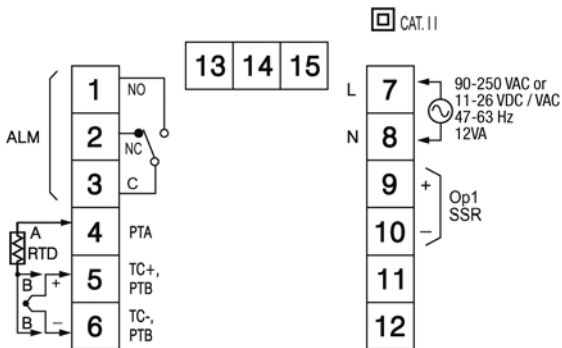 CAT. II
13 14 15
ALM
1 NO
2 NC
3 C
4 PTA
5 TC+,
PTB
6 TC-,
PTB
A
RTD
B +
B –
L 7
N 8
90-250 VAC or
11-26 VDC / VAC
47-63 Hz
12VA
9 +
10 –
Op1
SSR
11
12